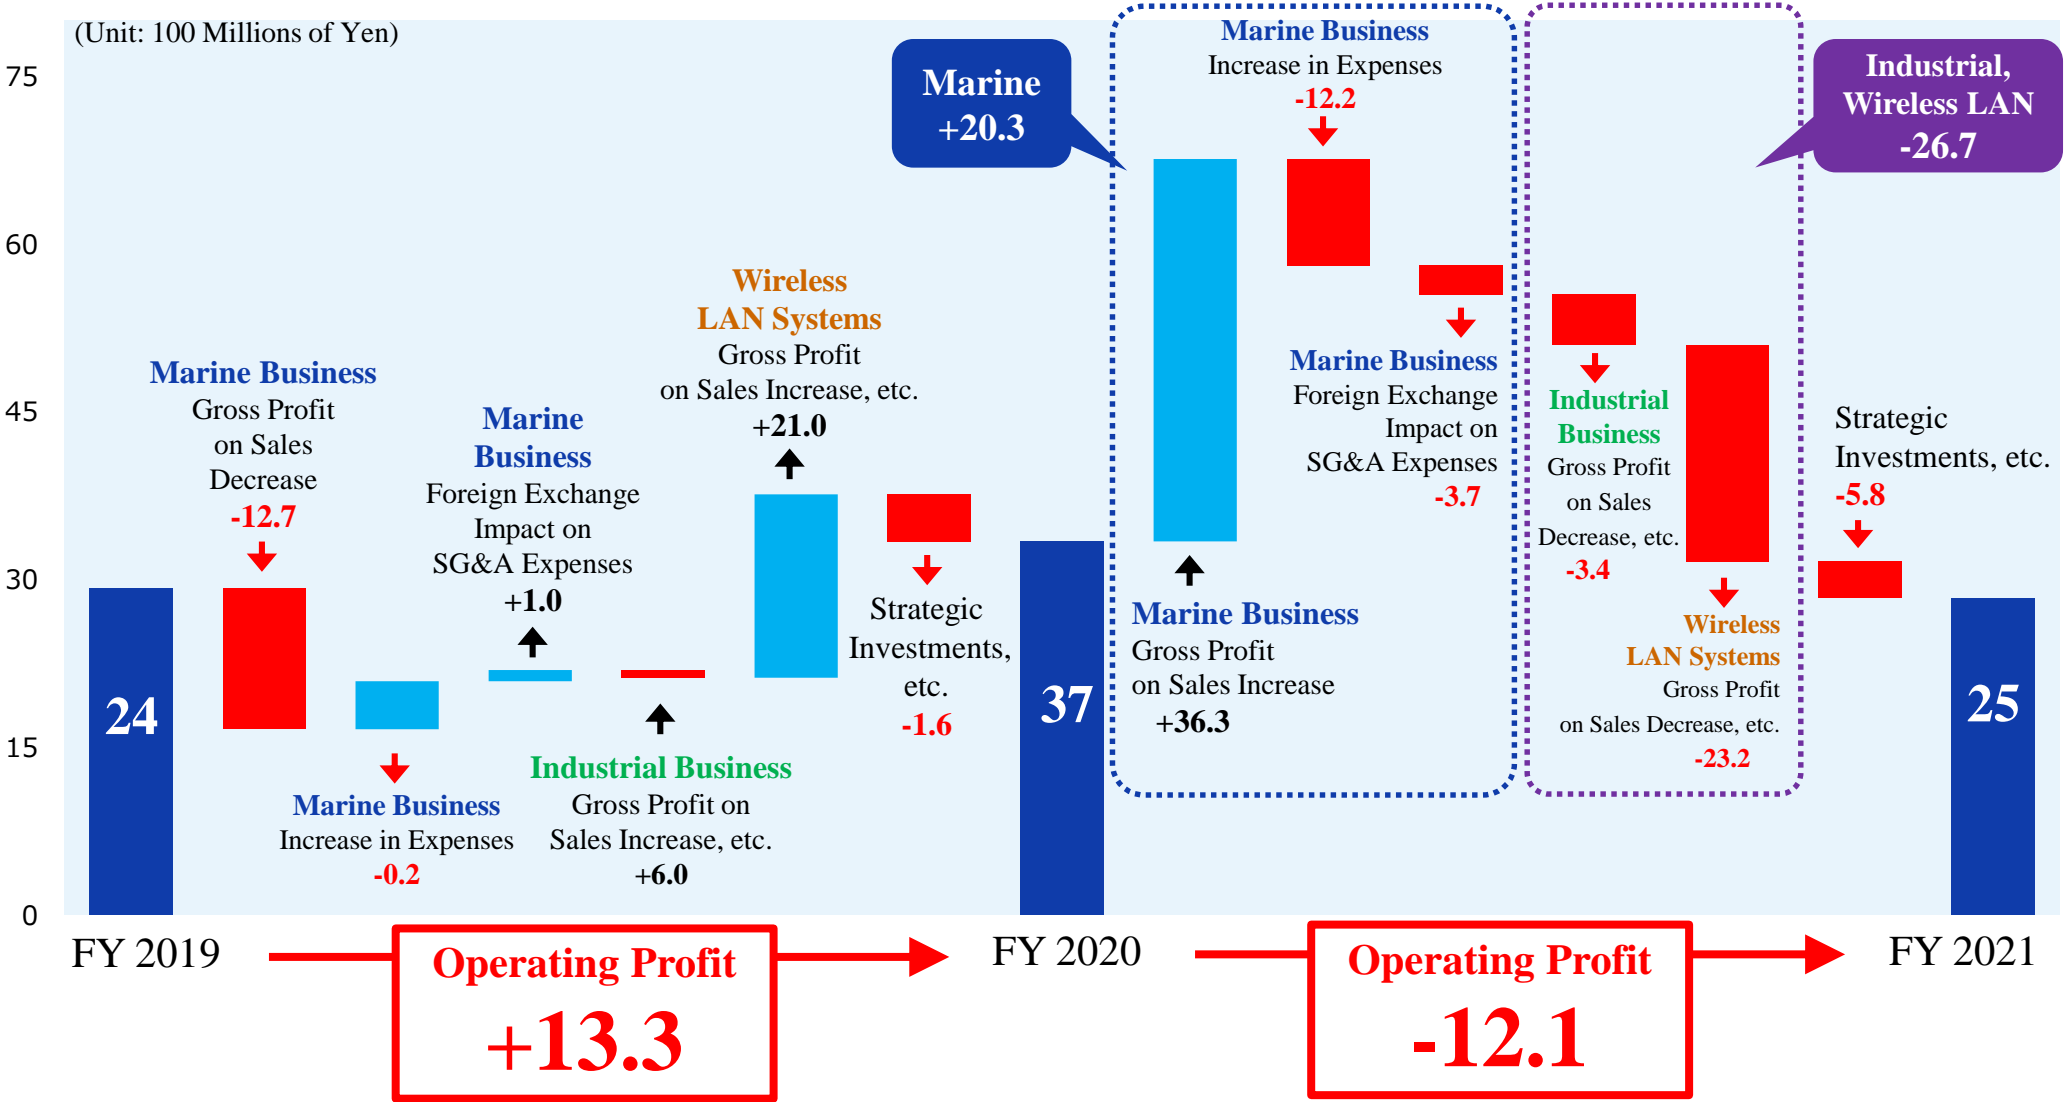 (Unit: 100 Millions of Yen)
75
60
45
30
15
0
24
Marine Business
Gross Profit
on Sales
Decrease
-12.7
Marine Business
Increase in Expenses
-0.2
Marine
Business
Foreign Exchange
Impact on
SG&A Expenses
+1.0
Industrial Business
Gross Profit on
Sales Increase, etc.
+6.0
Wireless
LAN Systems
Gross Profit
on Sales Increase, etc.
+21.0
Strategic
Investments,
etc.
-1.6
37
Marine
+20.3
Marine Business
Gross Profit
on Sales Increase
+36.3
Marine Business
Increase in Expenses
-12.2
Marine Business
Foreign Exchange
Impact on
SG&A Expenses
-3.7
Industrial,
Wireless LAN
-26.7
Industrial
Business
Gross Profit
on Sales
Decrease, etc.
-3.4
Wireless
LAN Systems
Gross Profit
on Sales Decrease, etc.
-23.2
Strategic
Investments, etc.
-5.8
25
FY 2019
Operating Profit
+13.3
FY 2020
Operating Profit
-12.1
FY 2021